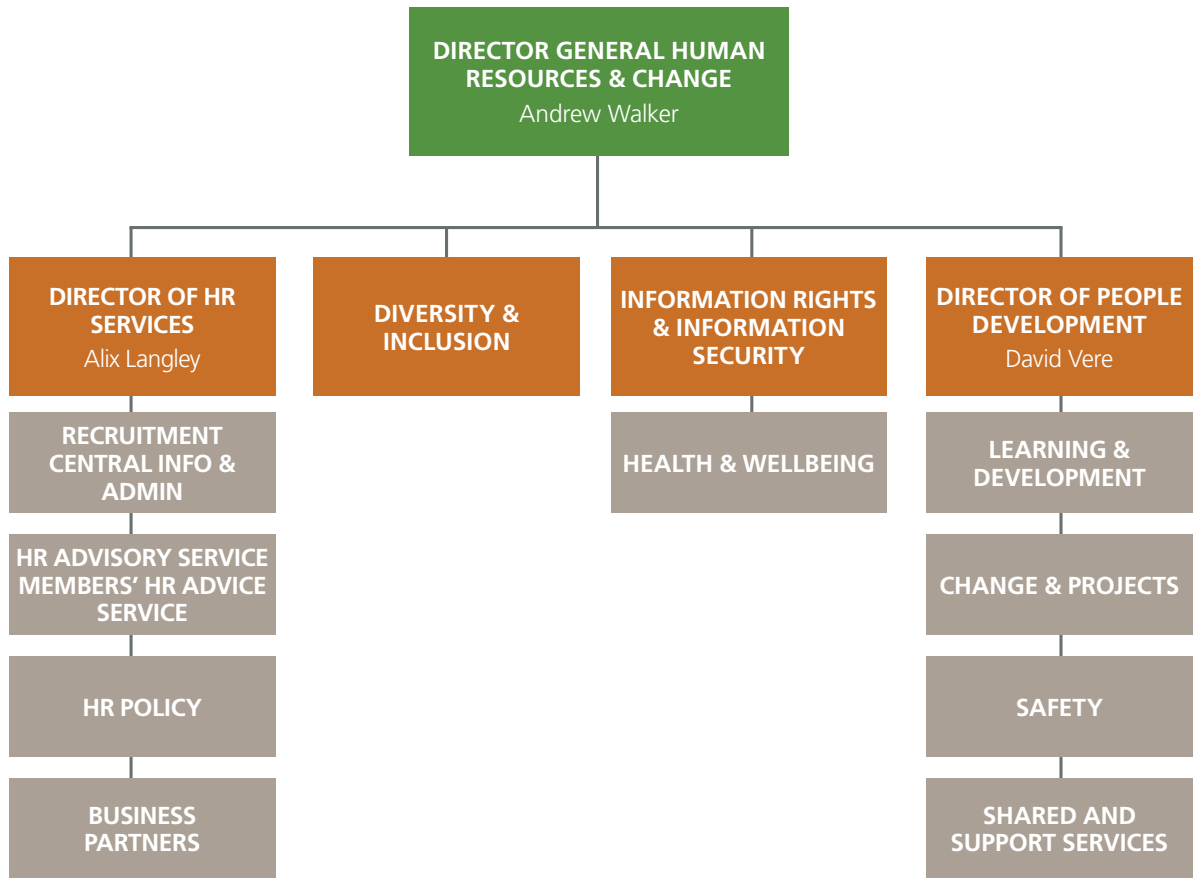 DIRECTOR GENERAL HUMAN
RESOURCES & CHANGE
Andrew Walker
DIRECTOR OF HR
SERVICES
Alix Langley
DIVERSITY &
INCLUSION
INFORMATION RIGHTS
& INFORMATION
SECURITY
DIRECTOR OF PEOPLE
DEVELOPMENT
David Vere
RECRUITMENT
CENTRAL INFO &
ADMIN
HEALTH & WELLBEING
LEARNING &
DEVELOPMENT
HR ADVISORY SERVICE
MEMBERS’ HR ADVICE
SERVICE
CHANGE & PROJECTS
HR POLICY
SAFETY
BUSINESS
PARTNERS
SHARED AND
SUPPORT SERVICES